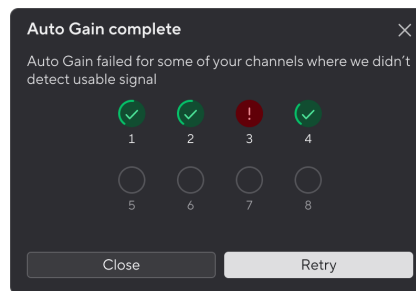 Auto Gain complete
Auto Gain failed for some of your channels where we didn't
detect usable signal
!
1 2 3 4
5 6 7 8
Close Retry